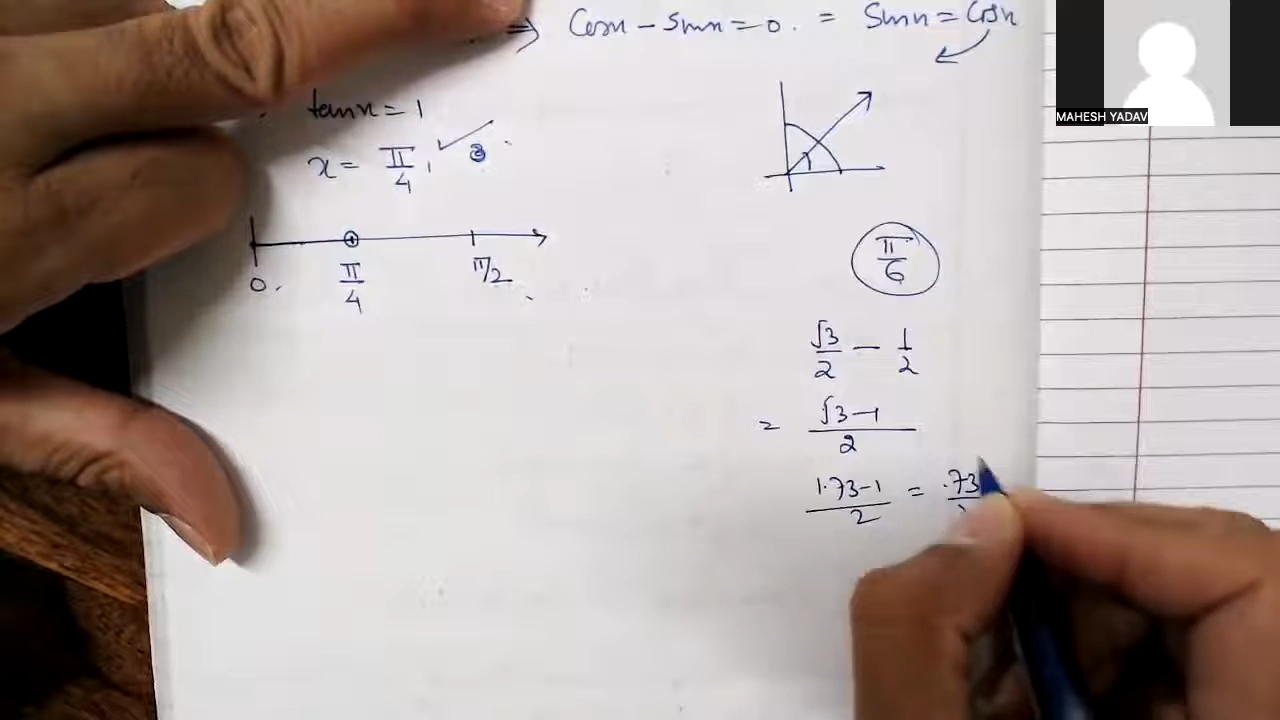 ⇒ Cosx - Sinx = 0. = Sinx = Cosx
MAHESH YADAV
tanx = 1
x = π/4,
0. π/4 π/2
π/6
√3/2 - 1/2
= √3-1/2
1.73-1/2 = .73